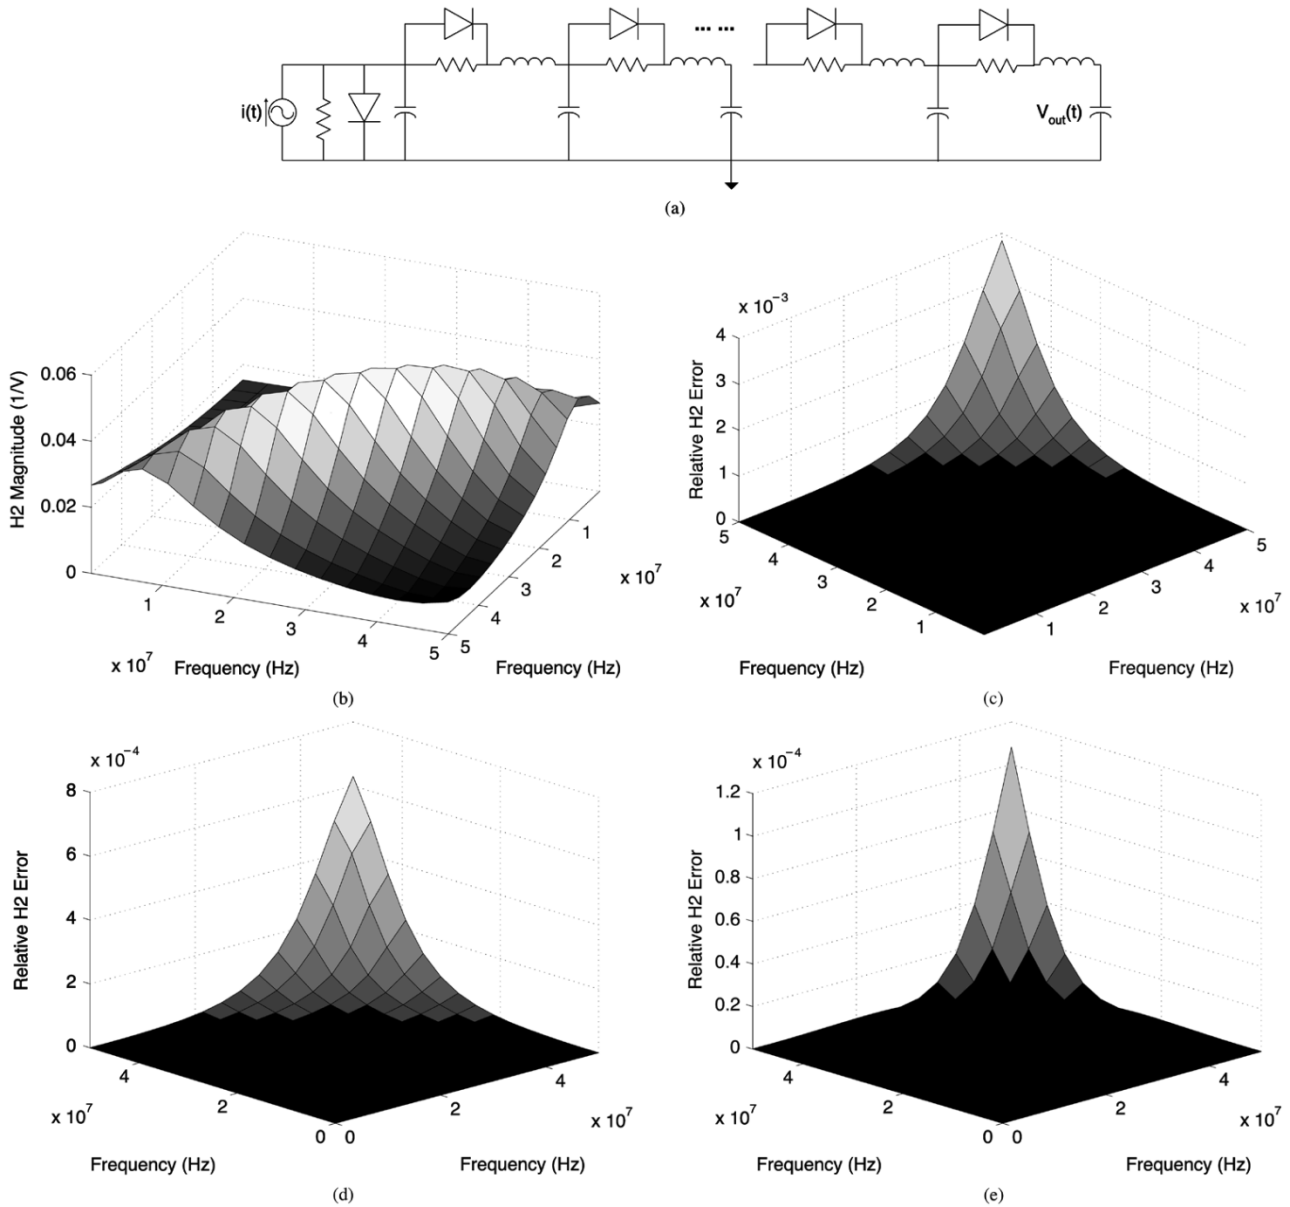 ... ...
i(t)
V_out(t)
(a)
H2 Magnitude (1/V)
0.06
0.04
0.02
0
1
2
3
4
5
x 10^7
Frequency (Hz)
5
4
3
2
1
x 10^7
Frequency (Hz)
(b)
x 10^−3
Relative H2 Error
4
3
2
1
0
5
4
3
2
1
x 10^7
Frequency (Hz)
1
2
3
4
5
x 10^7
Frequency (Hz)
(c)
x 10^−4
Relative H2 Error
8
6
4
2
0
4
2
0
x 10^7
Frequency (Hz)
0
2
4
x 10^7
Frequency (Hz)
(d)
x 10^−4
Relative H2 Error
1.2
1
0.8
0.6
0.4
0.2
0
4
2
0
x 10^7
Frequency (Hz)
0
2
4
x 10^7
Frequency (Hz)
(e)